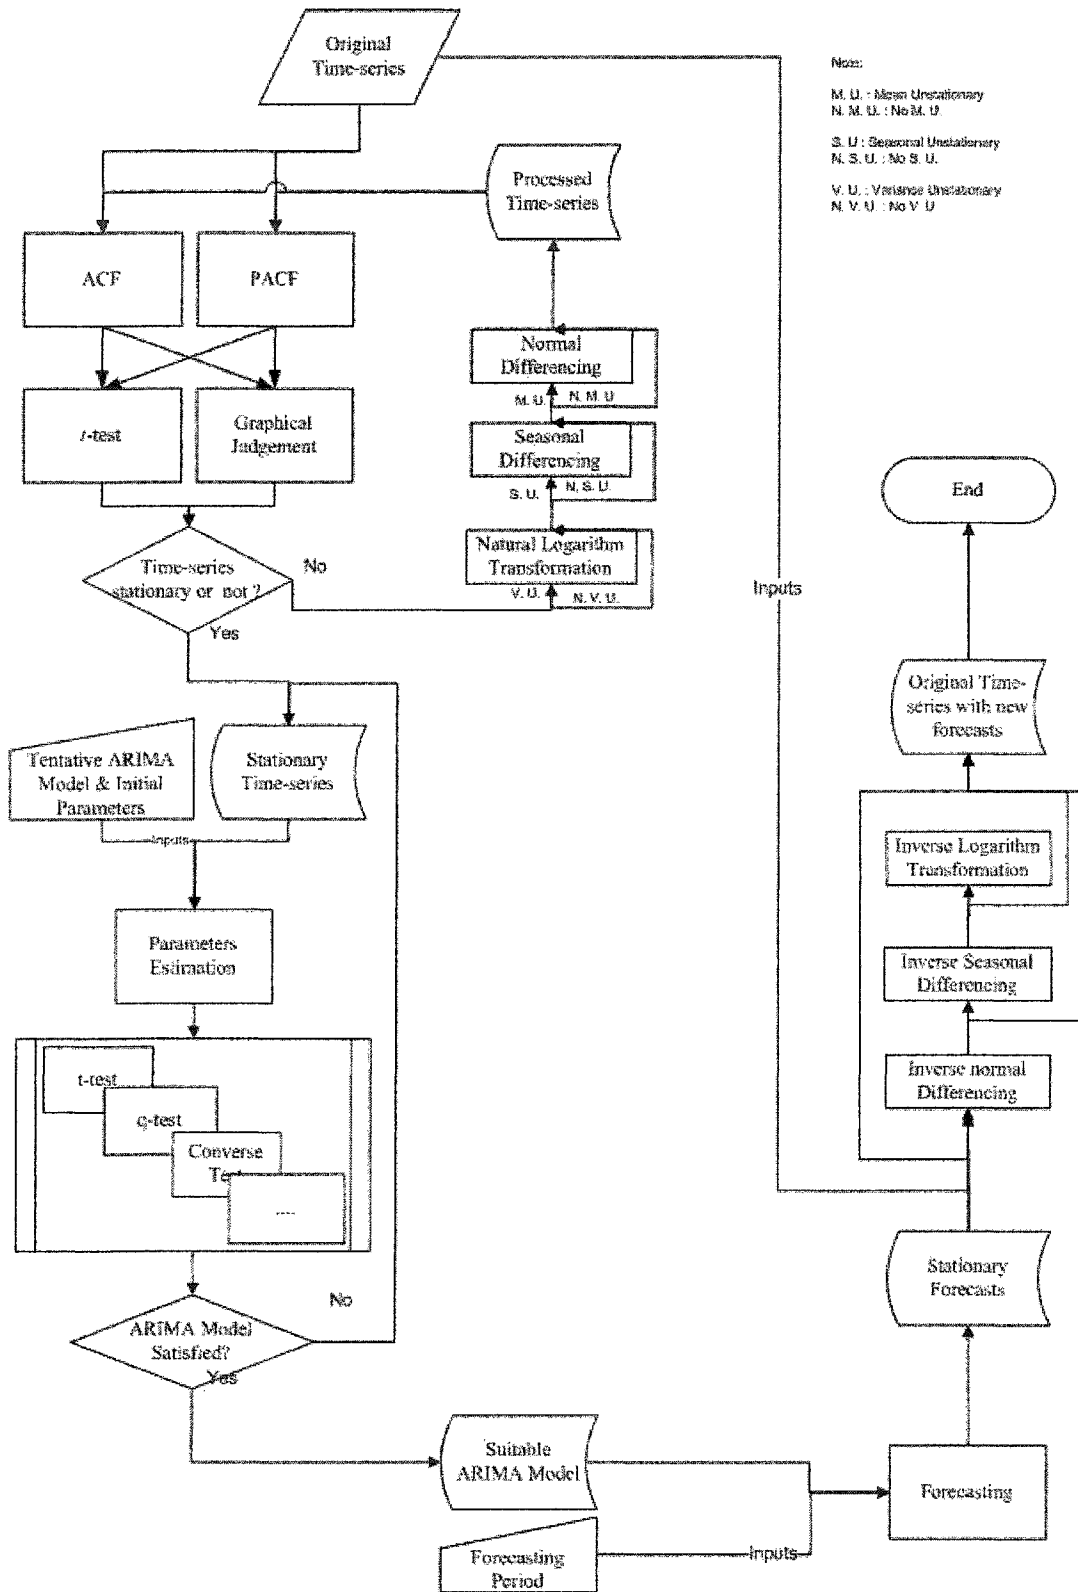 Original
Time-series
Note:
M. U. : Mean Unstationary
N. M. U. : No M. U.
S. U : Seasonal Unstationary
N. S. U. : No S. U.
V. U. : Variance Unstationary
N. V. U. : No V. U
Processed
Time-series
ACF
PACF
Normal
Differencing
M. U.
N. M. U
t-test
Graphical
Judgement
Seasonal
Differencing
S. U.
N. S. U.
End
Time-series
stationary or not ?
No
Natural Logarithm
Transformation
V. U.
N. V. U.
Inputs
Yes
Original Time-
series with new
forecasts
Tentative ARIMA
Model & Initial
Parameters
Stationary
Time-series
Inputs
Inverse Logarithm
Transformation
Parameters
Estimation
Inverse Seasonal
Differencing
Inverse normal
Differencing
t-test
-test
Converse
----
Stationary
Forecasts
No
ARIMA Model
Satisfied?
Yes
Suitable
ARIMA Model
Forecasting
Forecasting
Period
Inputs